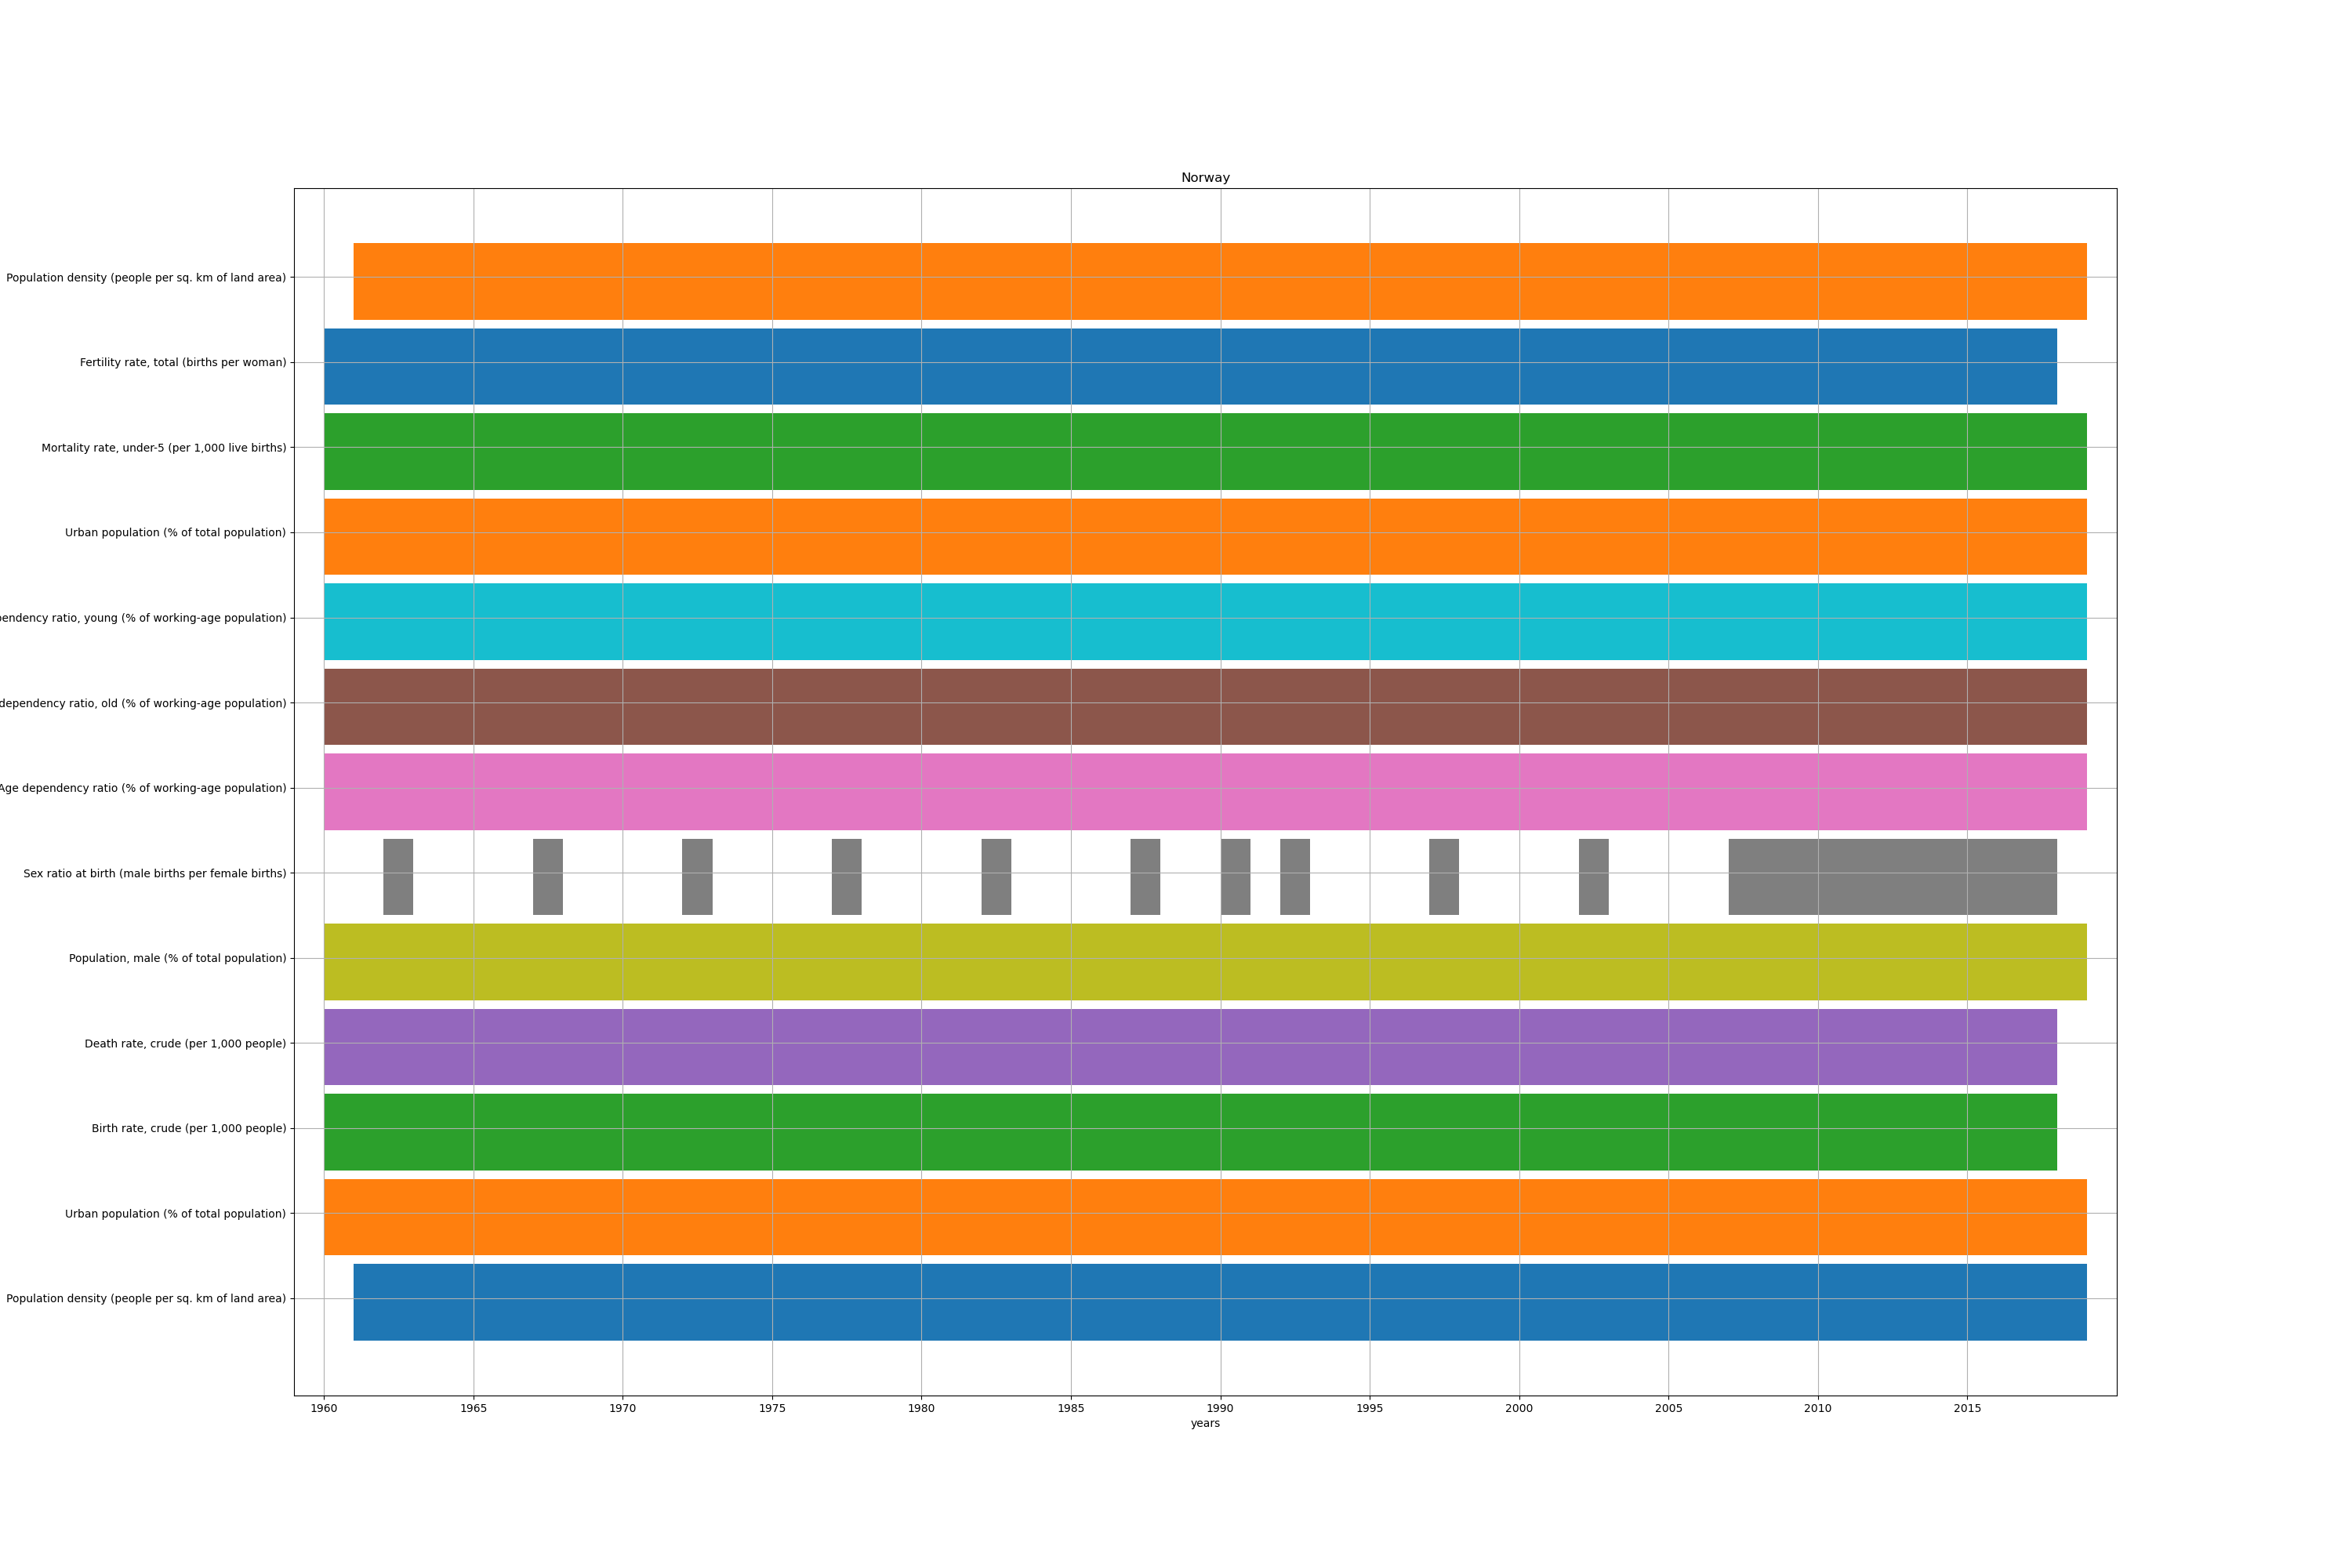 Norway
Population density (people per sq. km of land area)
Fertility rate, total (births per woman)
Mortality rate, under-5 (per 1,000 live births)
Urban population (% of total population)
ratio, young (% of working-age population)
dependency ratio, old (% of working-age population)
Age dependency ratio (% of working-age population)
Sex ratio at birth (male births per female births)
Population, male (% of total population)
Death rate, crude (per 1,000 people)
Birth rate, crude (per 1,000 people)
Urban population (% of total population)
Population density (people per sq. km of land area)
1960 1965 1970 1975 1980 1985 1990 1995 2000 2005 2010 2015
years